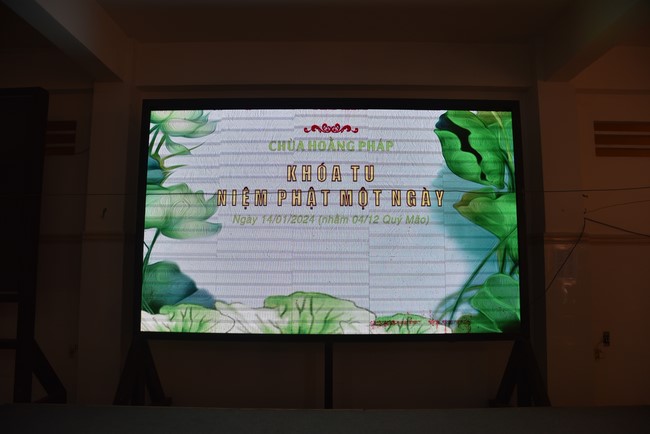 CHÙA HOẰNG PHÁP
KHÓA TU
NIỆM PHẬT MỘT NGÀY
Ngày 14/01/2024 (nhằm 04/12 Quý Mão)